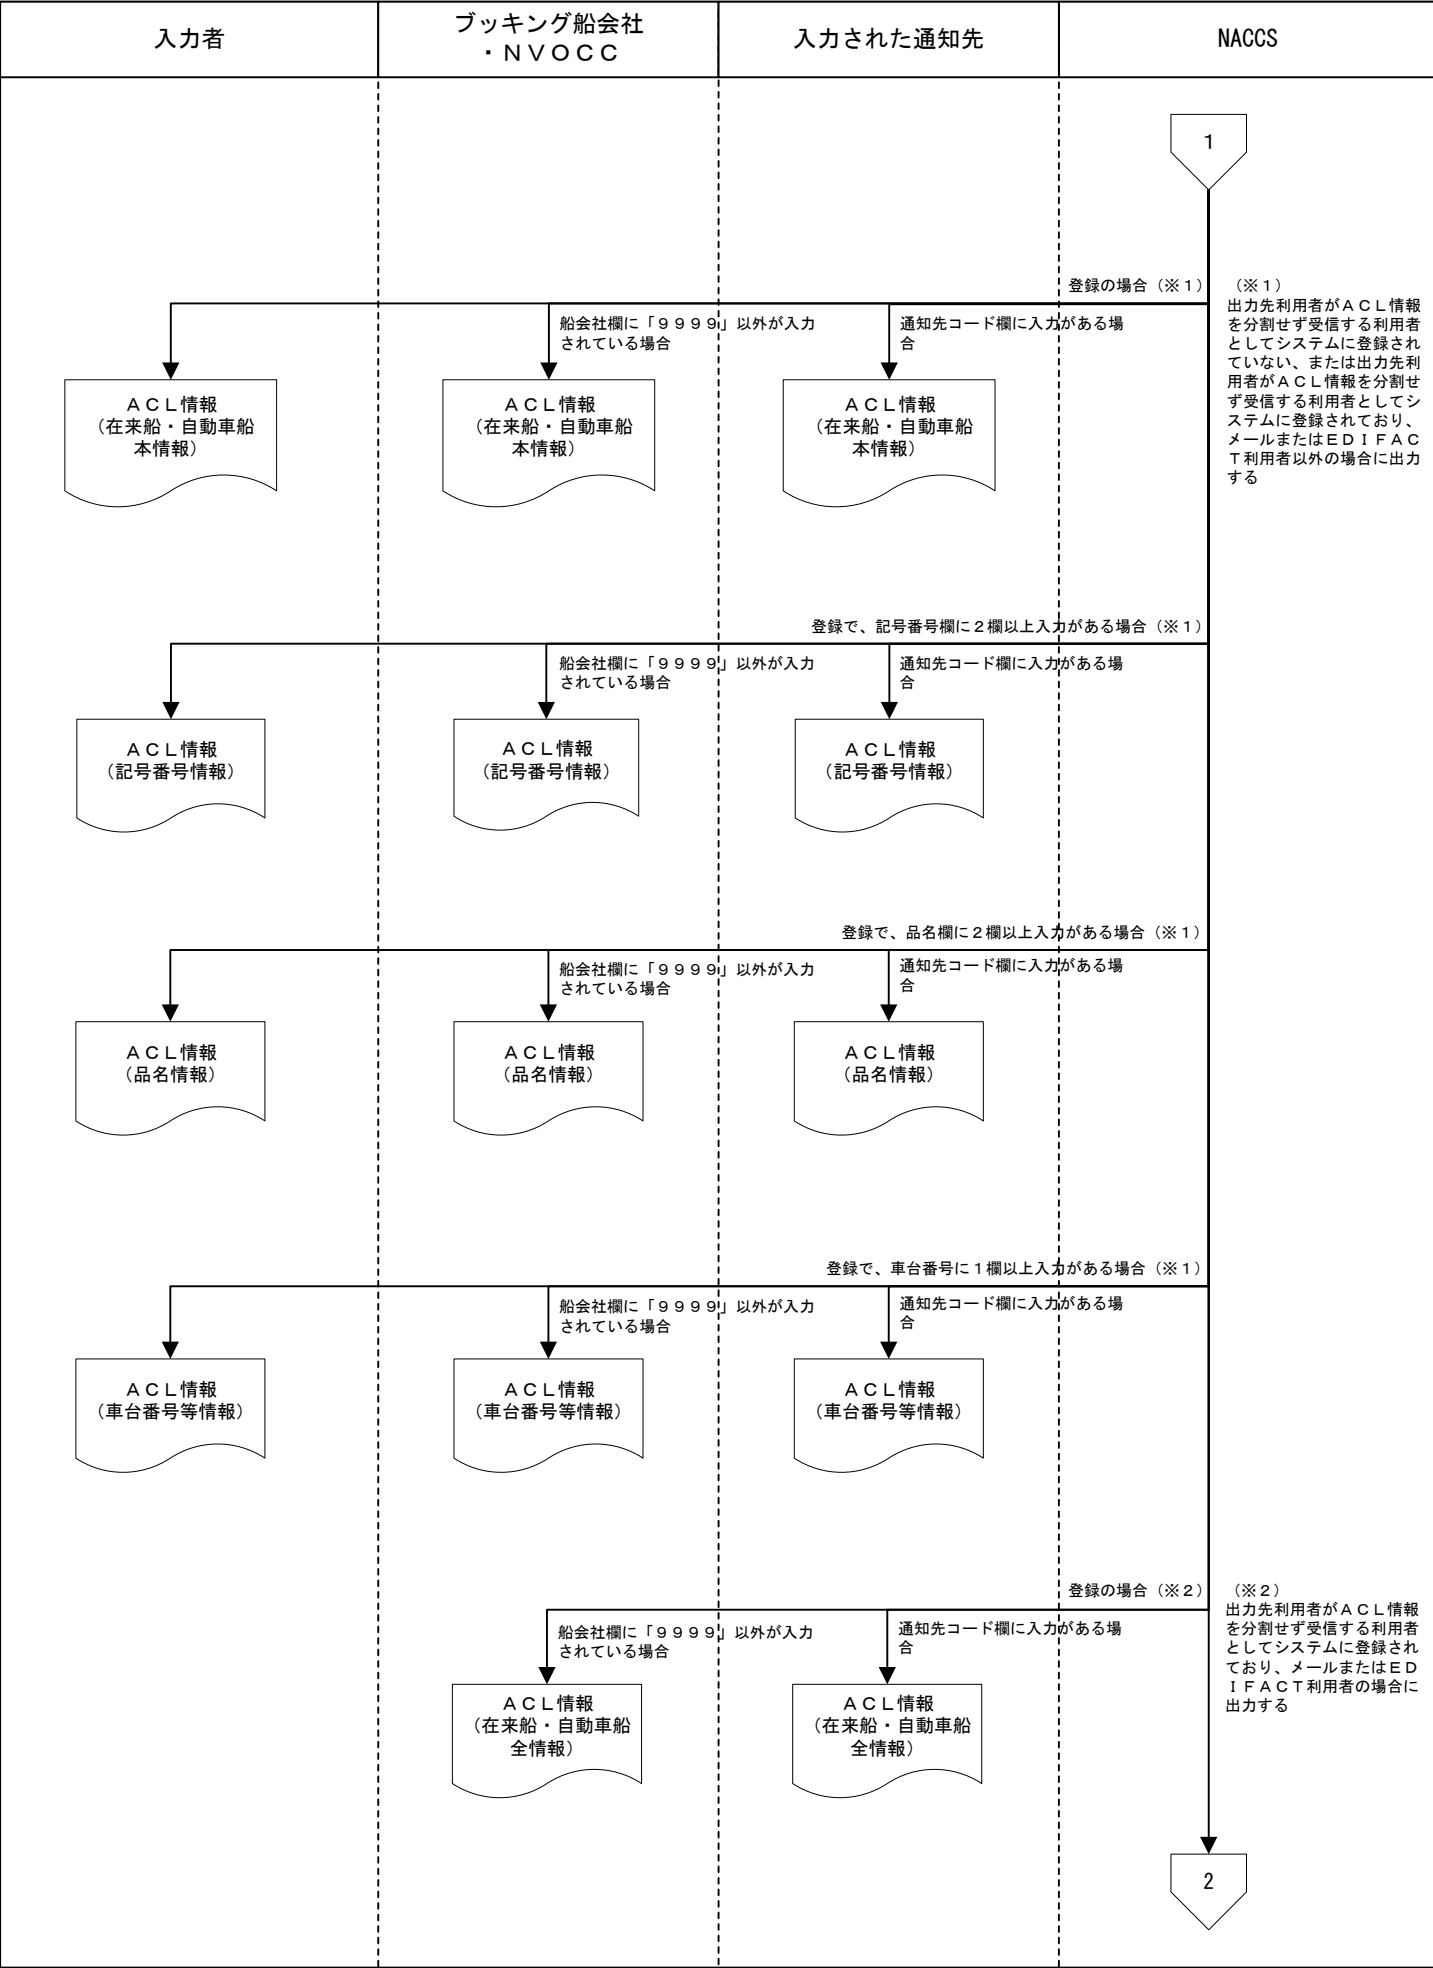 入力者
ブッキング船会社
・ＮＶＯＣＣ
入力された通知先
NACCS
1
登録の場合（※１）
（※１）
出力先利用者がＡＣＬ情報
を分割せず受信する利用者
としてシステムに登録され
ていない、または出力先利
用者がＡＣＬ情報を分割せ
ず受信する利用者としてシ
ステムに登録されており、
メールまたはＥＤＩＦＡＣ
Ｔ利用者以外の場合に出力
する
船会社欄に「９９９９」以外が入力
されている場合
通知先コード欄に入力がある場
合
ＡＣＬ情報
（在来船・自動車船
本情報）
ＡＣＬ情報
（在来船・自動車船
本情報）
ＡＣＬ情報
（在来船・自動車船
本情報）
登録で、記号番号欄に２欄以上入力がある場合（※１）
船会社欄に「９９９９」以外が入力
されている場合
通知先コード欄に入力がある場
合
ＡＣＬ情報
（記号番号情報）
ＡＣＬ情報
（記号番号情報）
ＡＣＬ情報
（記号番号情報）
登録で、品名欄に２欄以上入力がある場合（※１）
船会社欄に「９９９９」以外が入力
されている場合
通知先コード欄に入力がある場
合
ＡＣＬ情報
（品名情報）
ＡＣＬ情報
（品名情報）
ＡＣＬ情報
（品名情報）
登録で、車台番号に１欄以上入力がある場合（※１）
船会社欄に「９９９９」以外が入力
されている場合
通知先コード欄に入力がある場
合
ＡＣＬ情報
（車台番号等情報）
ＡＣＬ情報
（車台番号等情報）
ＡＣＬ情報
（車台番号等情報）
登録の場合（※２）
（※２）
出力先利用者がＡＣＬ情報
を分割せず受信する利用者
としてシステムに登録され
ており、メールまたはＥＤ
ＩＦＡＣＴ利用者の場合に
出力する
船会社欄に「９９９９」以外が入力
されている場合
通知先コード欄に入力がある場
合
ＡＣＬ情報
（在来船・自動車船
全情報）
ＡＣＬ情報
（在来船・自動車船
全情報）
2